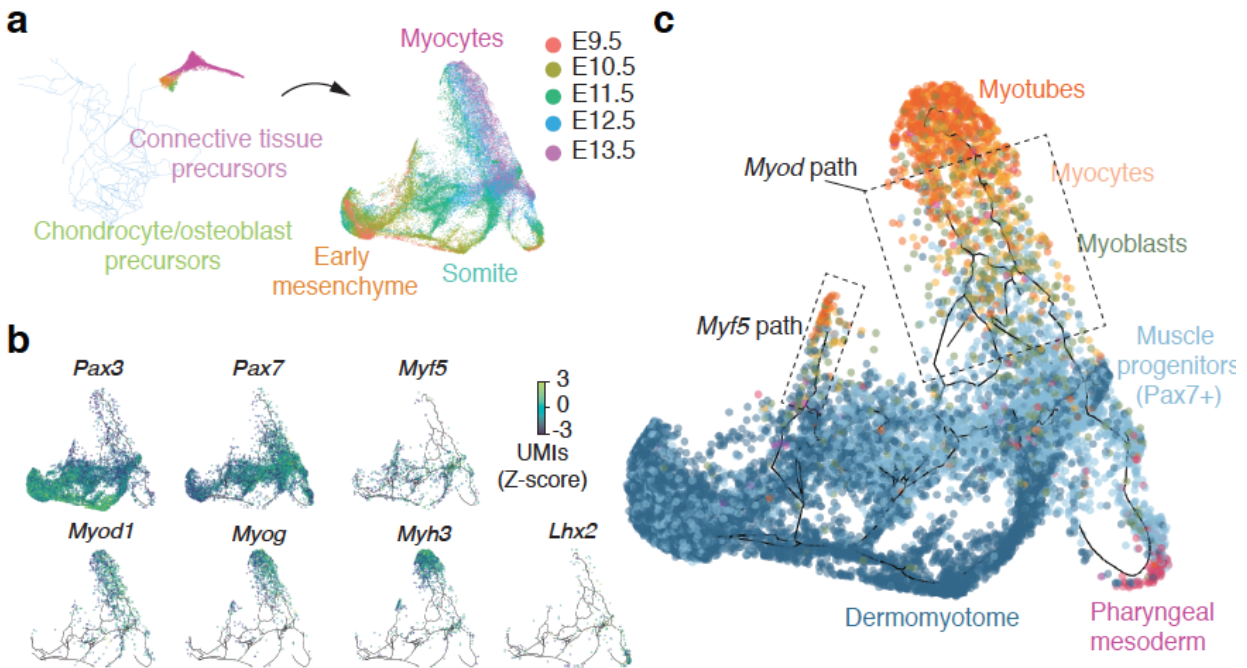 a
Myocytes
E9.5
E10.5
E11.5
E12.5
E13.5
Connective tissue
precursors
Chondrocyte/osteoblast
precursors
Early
mesenchyme
Somite
b
Pax3
Pax7
Myf5
3
0
-3
UMIs
(Z-score)
Myod1
Myog
Myh3
Lhx2
c
Myotubes
Myod path
Myocytes
Myoblasts
Myf5 path
Muscle
progenitors
(Pax7+)
Dermomyotome
Pharyngeal
mesoderm